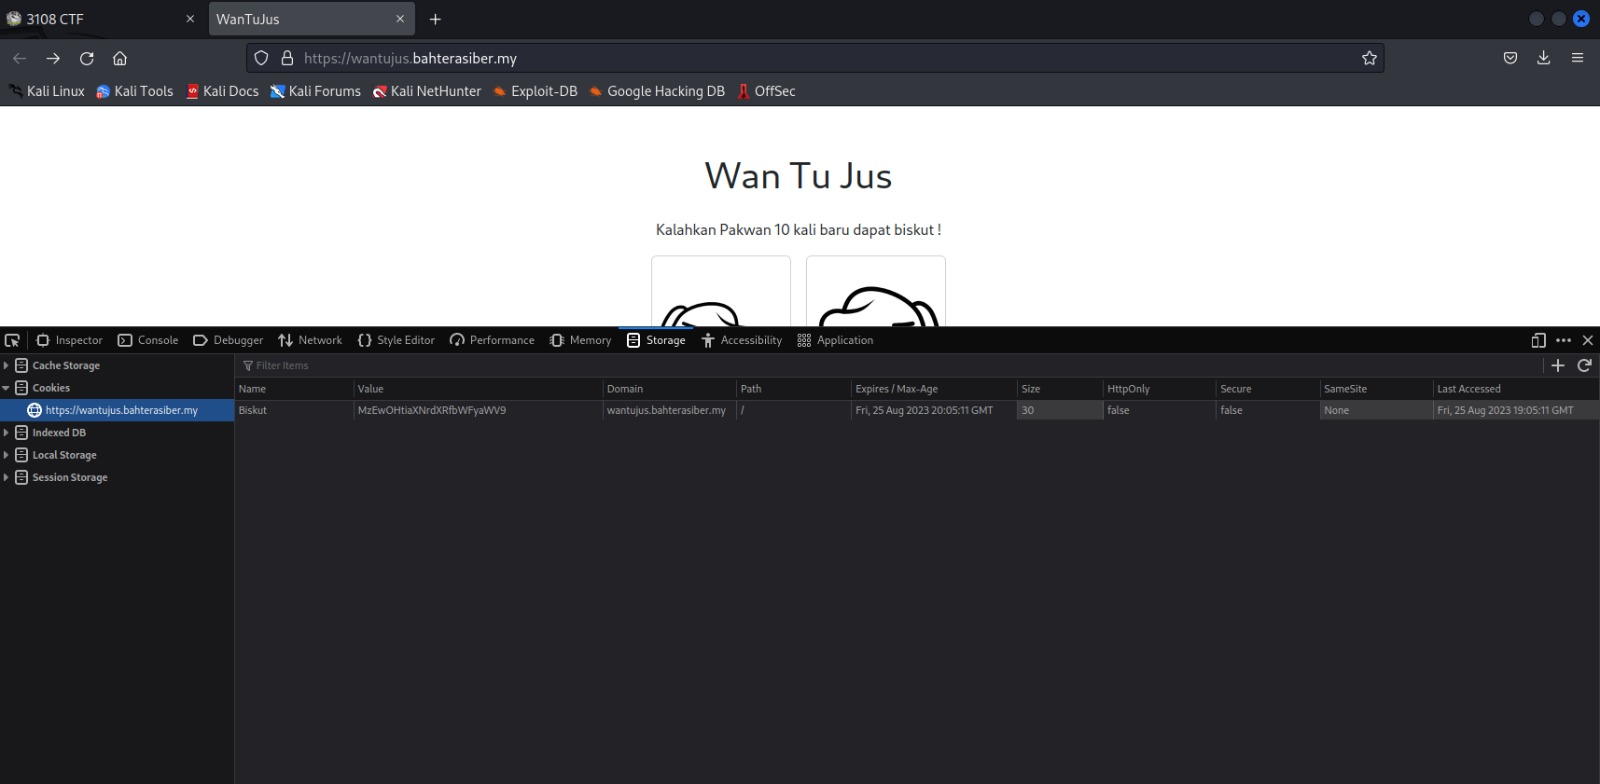 3108 CTF
WanTuJus
https://wantujus.bahterasiber.my
Kali Linux Kali Tools Kali Docs Kali Forums Kali NetHunter Exploit-DB Google Hacking DB OffSec
Wan Tu Jus
Kalahkan Pakwan 10 kali baru dapat biskut !
Inspector Console Debugger Network Style Editor Performance Memory Storage Accessibility Application
Cache Storage
Cookies
https://wantujus.bahterasiber.my
Indexed DB
Local Storage
Session Storage
Filter Items
Name Value Domain Path Expires / Max-Age Size HttpOnly Secure SameSite Last Accessed
Biskut MzEwOHtiaXNrdXRfbWFyaWV9 wantujus.bahterasiber.my / Fri, 25 Aug 2023 20:05:11 GMT 30 false false None Fri, 25 Aug 2023 19:05:11 GMT